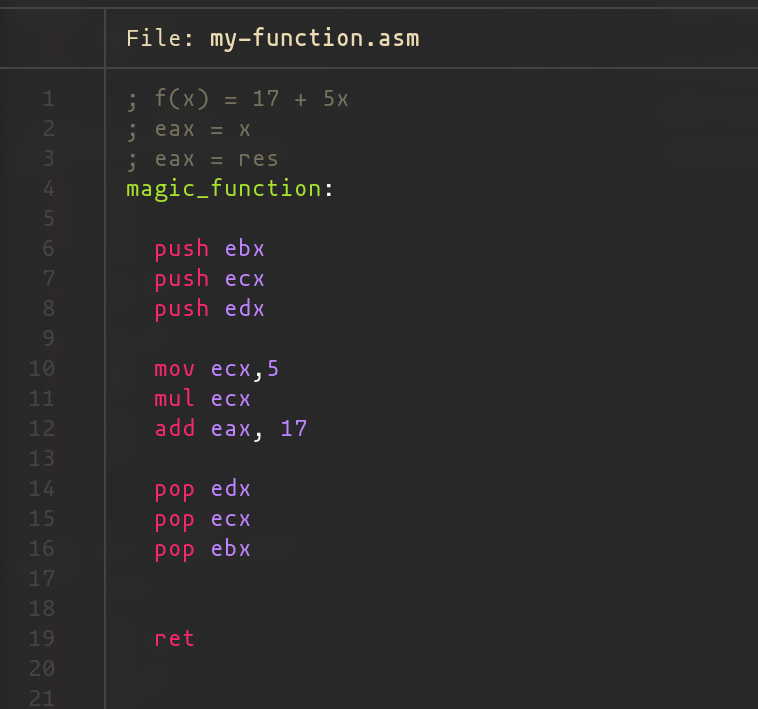 File: my-function.asm
1 ; f(x) = 17 + 5x
2 ; eax = x
3 ; eax = res
4 magic_function:
5
6 push ebx
7 push ecx
8 push edx
9
10 mov ecx,5
11 mul ecx
12 add eax, 17
13
14 pop edx
15 pop ecx
16 pop ebx
17
18
19 ret
20
21